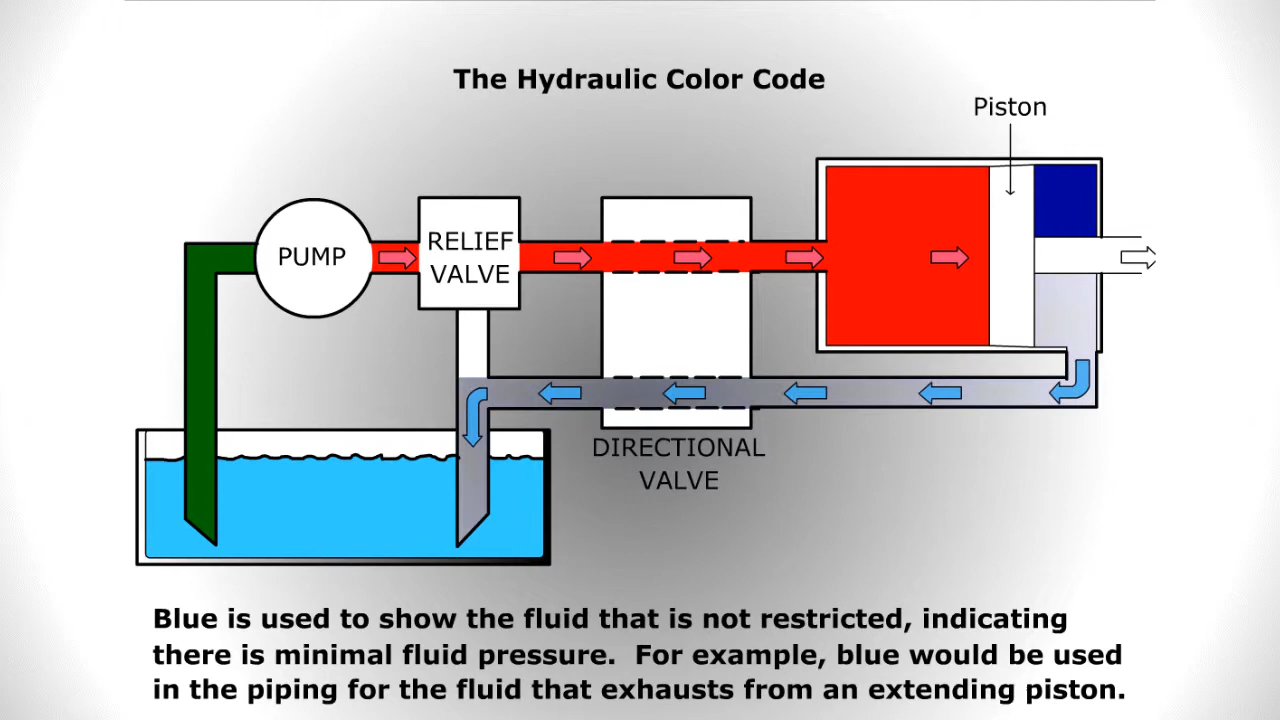 The Hydraulic Color Code
Piston
PUMP
RELIEF
VALVE
DIRECTIONAL
VALVE
Blue is used to show the fluid that is not restricted, indicating
there is minimal fluid pressure.  For example, blue would be used
in the piping for the fluid that exhausts from an extending piston.